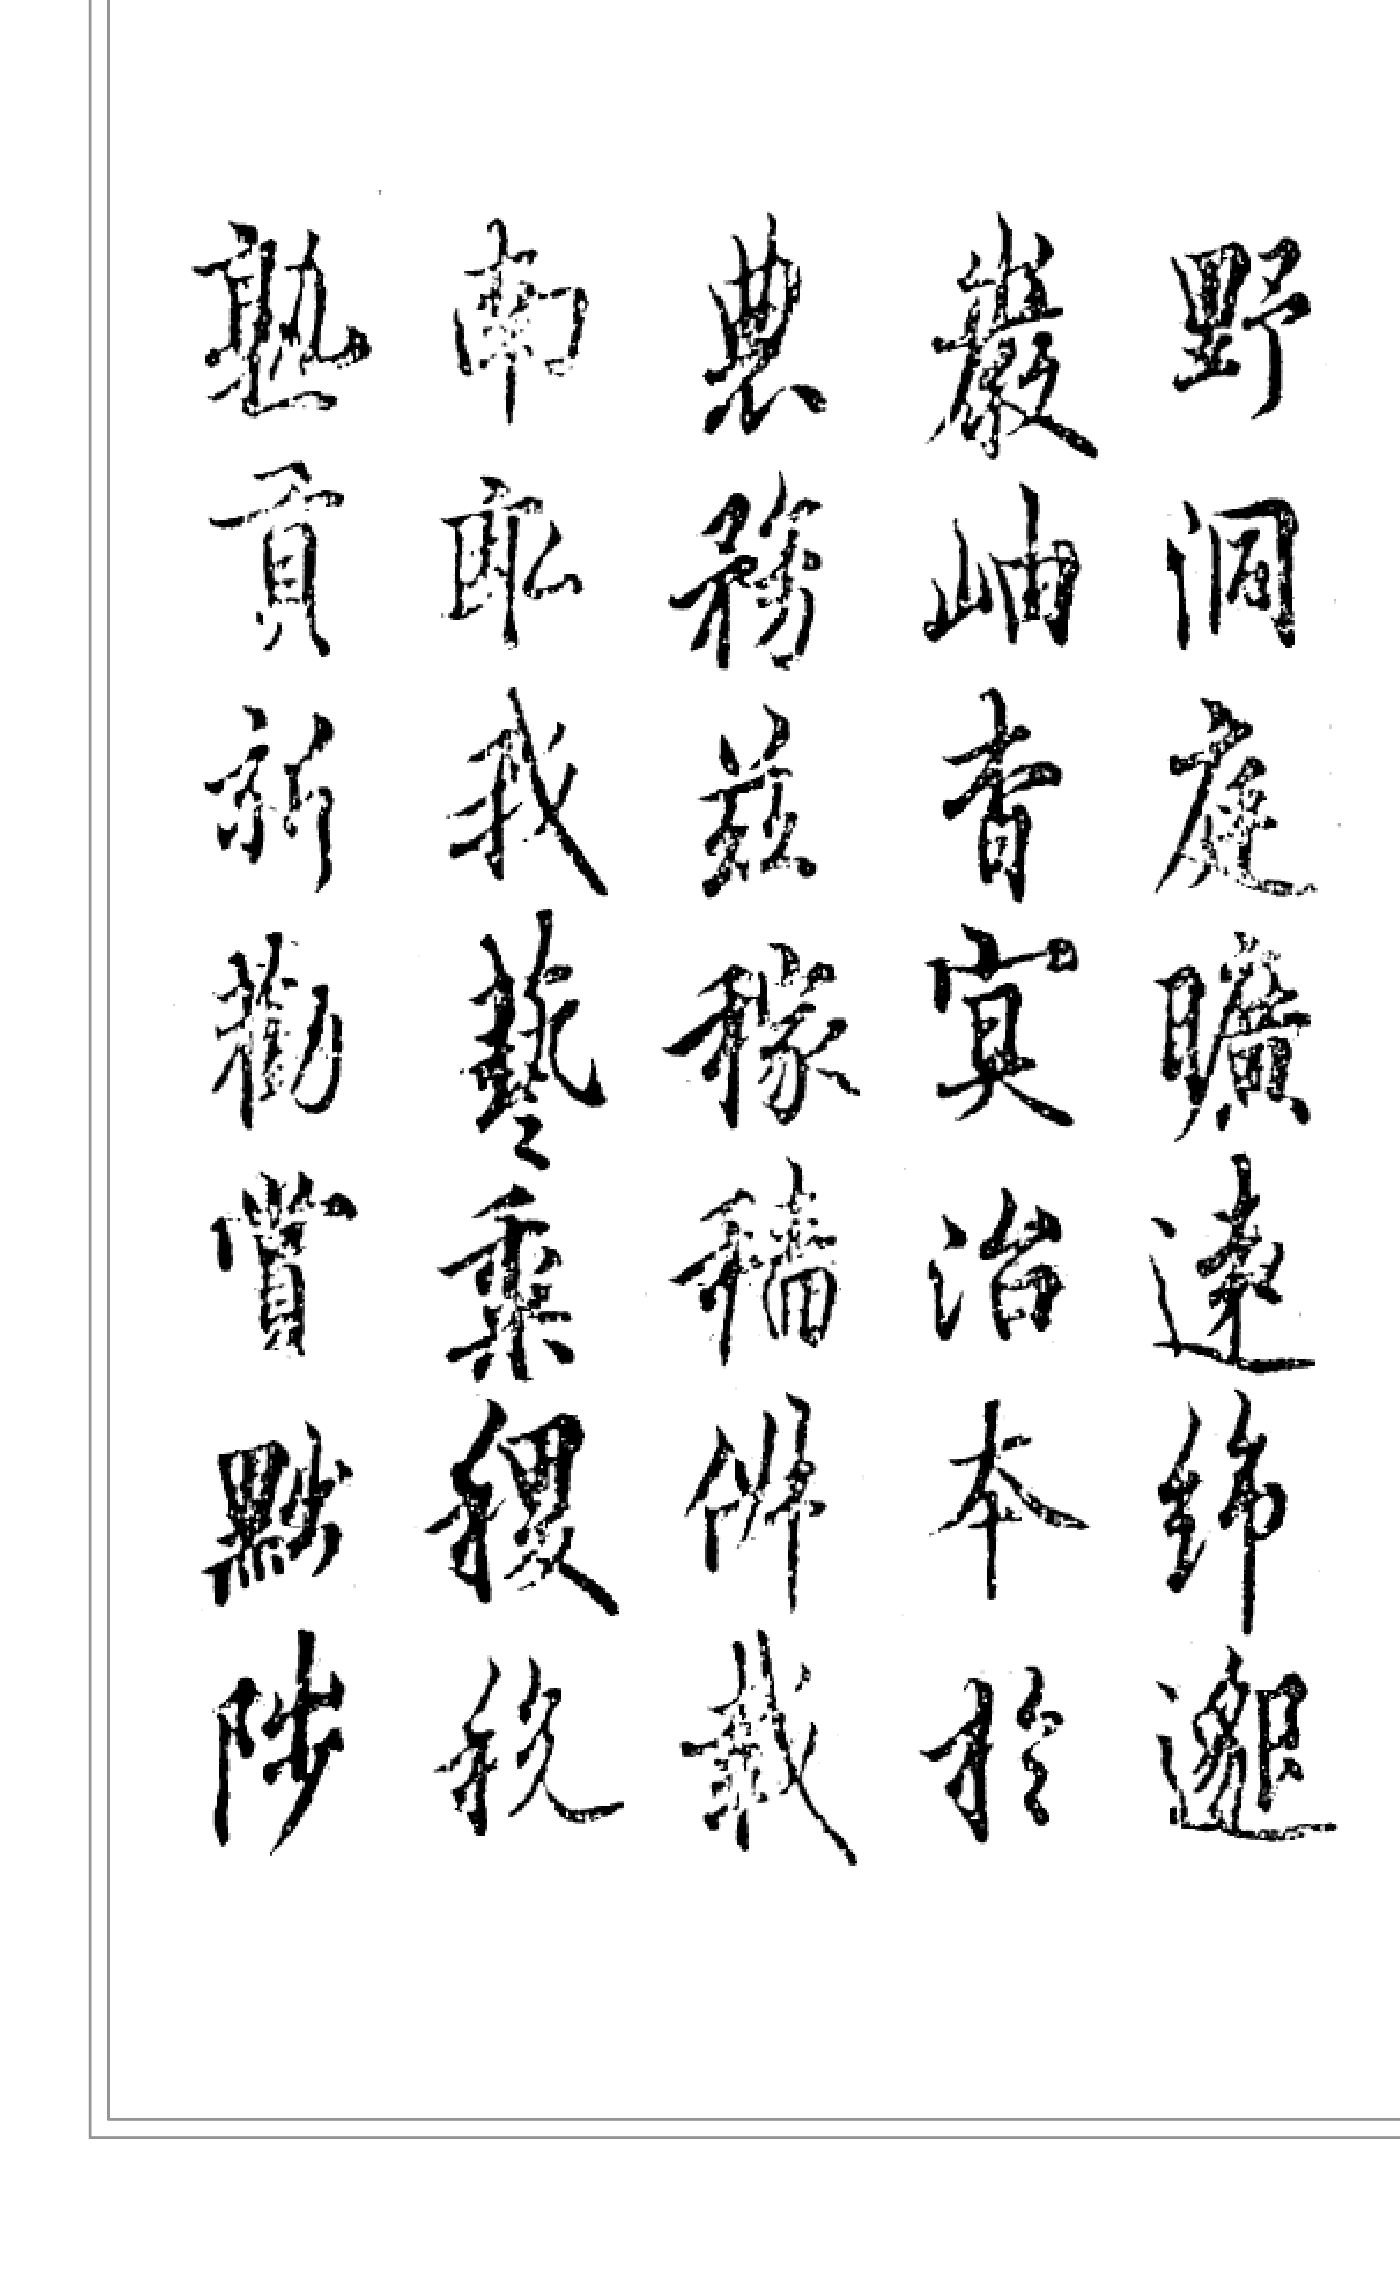 野洞庭曠遠綿邈
巖岫杳冥治本於
農務茲稼穡俶載
南畝我藝黍稷稅
熟貢新勸賞黜陟